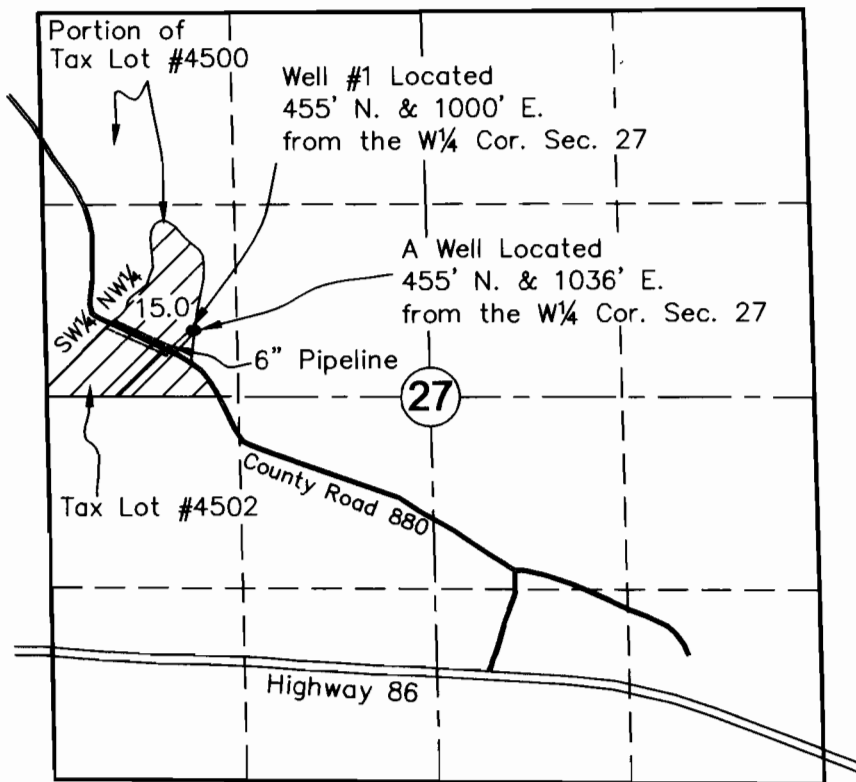 Portion of
Tax Lot #4500
Well #1 Located
455' N. & 1000' E.
from the W¼ Cor. Sec. 27
A Well Located
455' N. & 1036' E.
from the W¼ Cor. Sec. 27
SW¼ NW¼
15.0
6" Pipeline
27
Tax Lot #4502
County Road 880
Highway 86